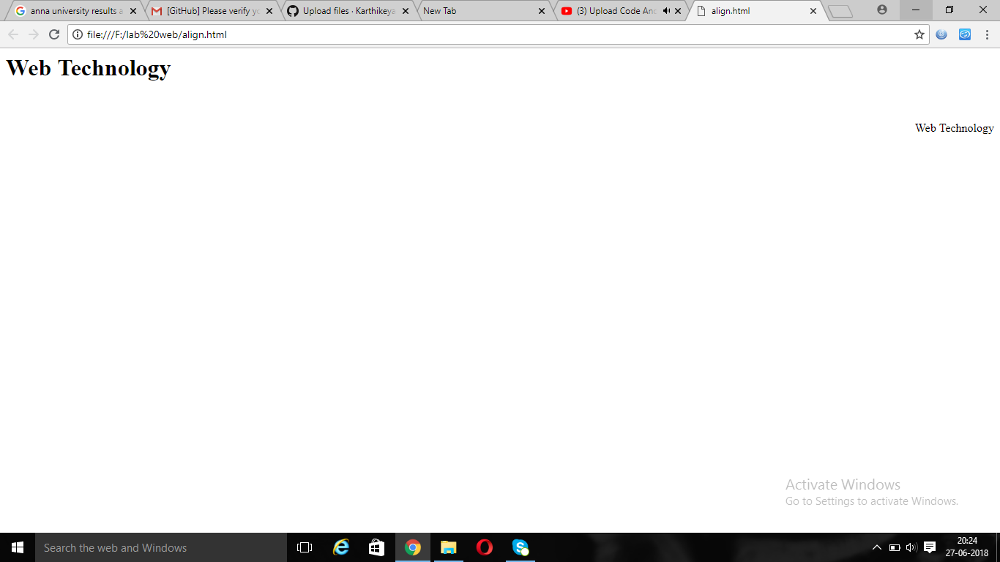 anna university results a
[GitHub] Please verify yo
Upload files · Karthikeya
New Tab
(3) Upload Code And
align.html
file:///F:/lab%20web/align.html
Web Technology
Web Technology
Activate Windows
Go to Settings to activate Windows.
Search the web and Windows
20:24
27-06-2018